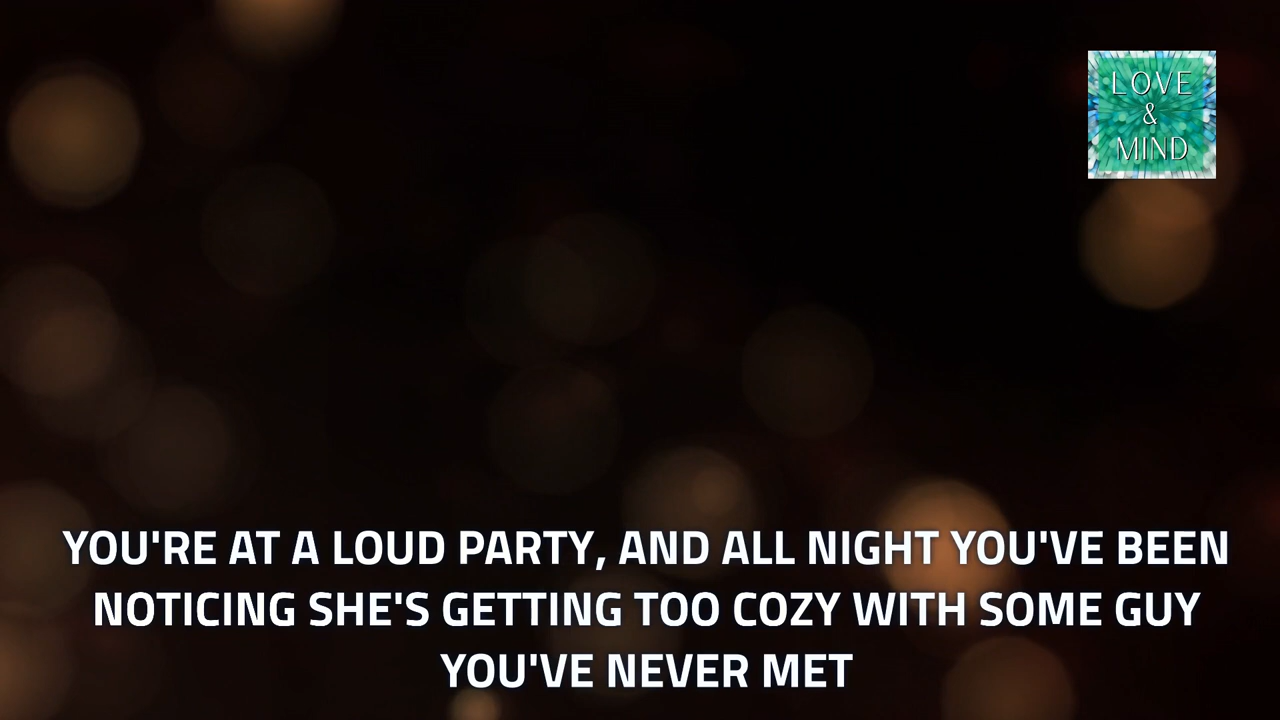 LOVE
&
MIND
YOU'RE AT A LOUD PARTY, AND ALL NIGHT YOU'VE BEEN
NOTICING SHE'S GETTING TOO COZY WITH SOME GUY
YOU'VE NEVER MET